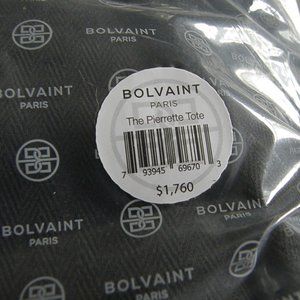 BOLVAINT
PARIS
BOLVAINT
PARIS
BOLVAINT
PARIS
The Pierrette Tote
7 93945 69670 3
$1,760
BOLVAINT
PARIS
BOLVAINT
PARIS